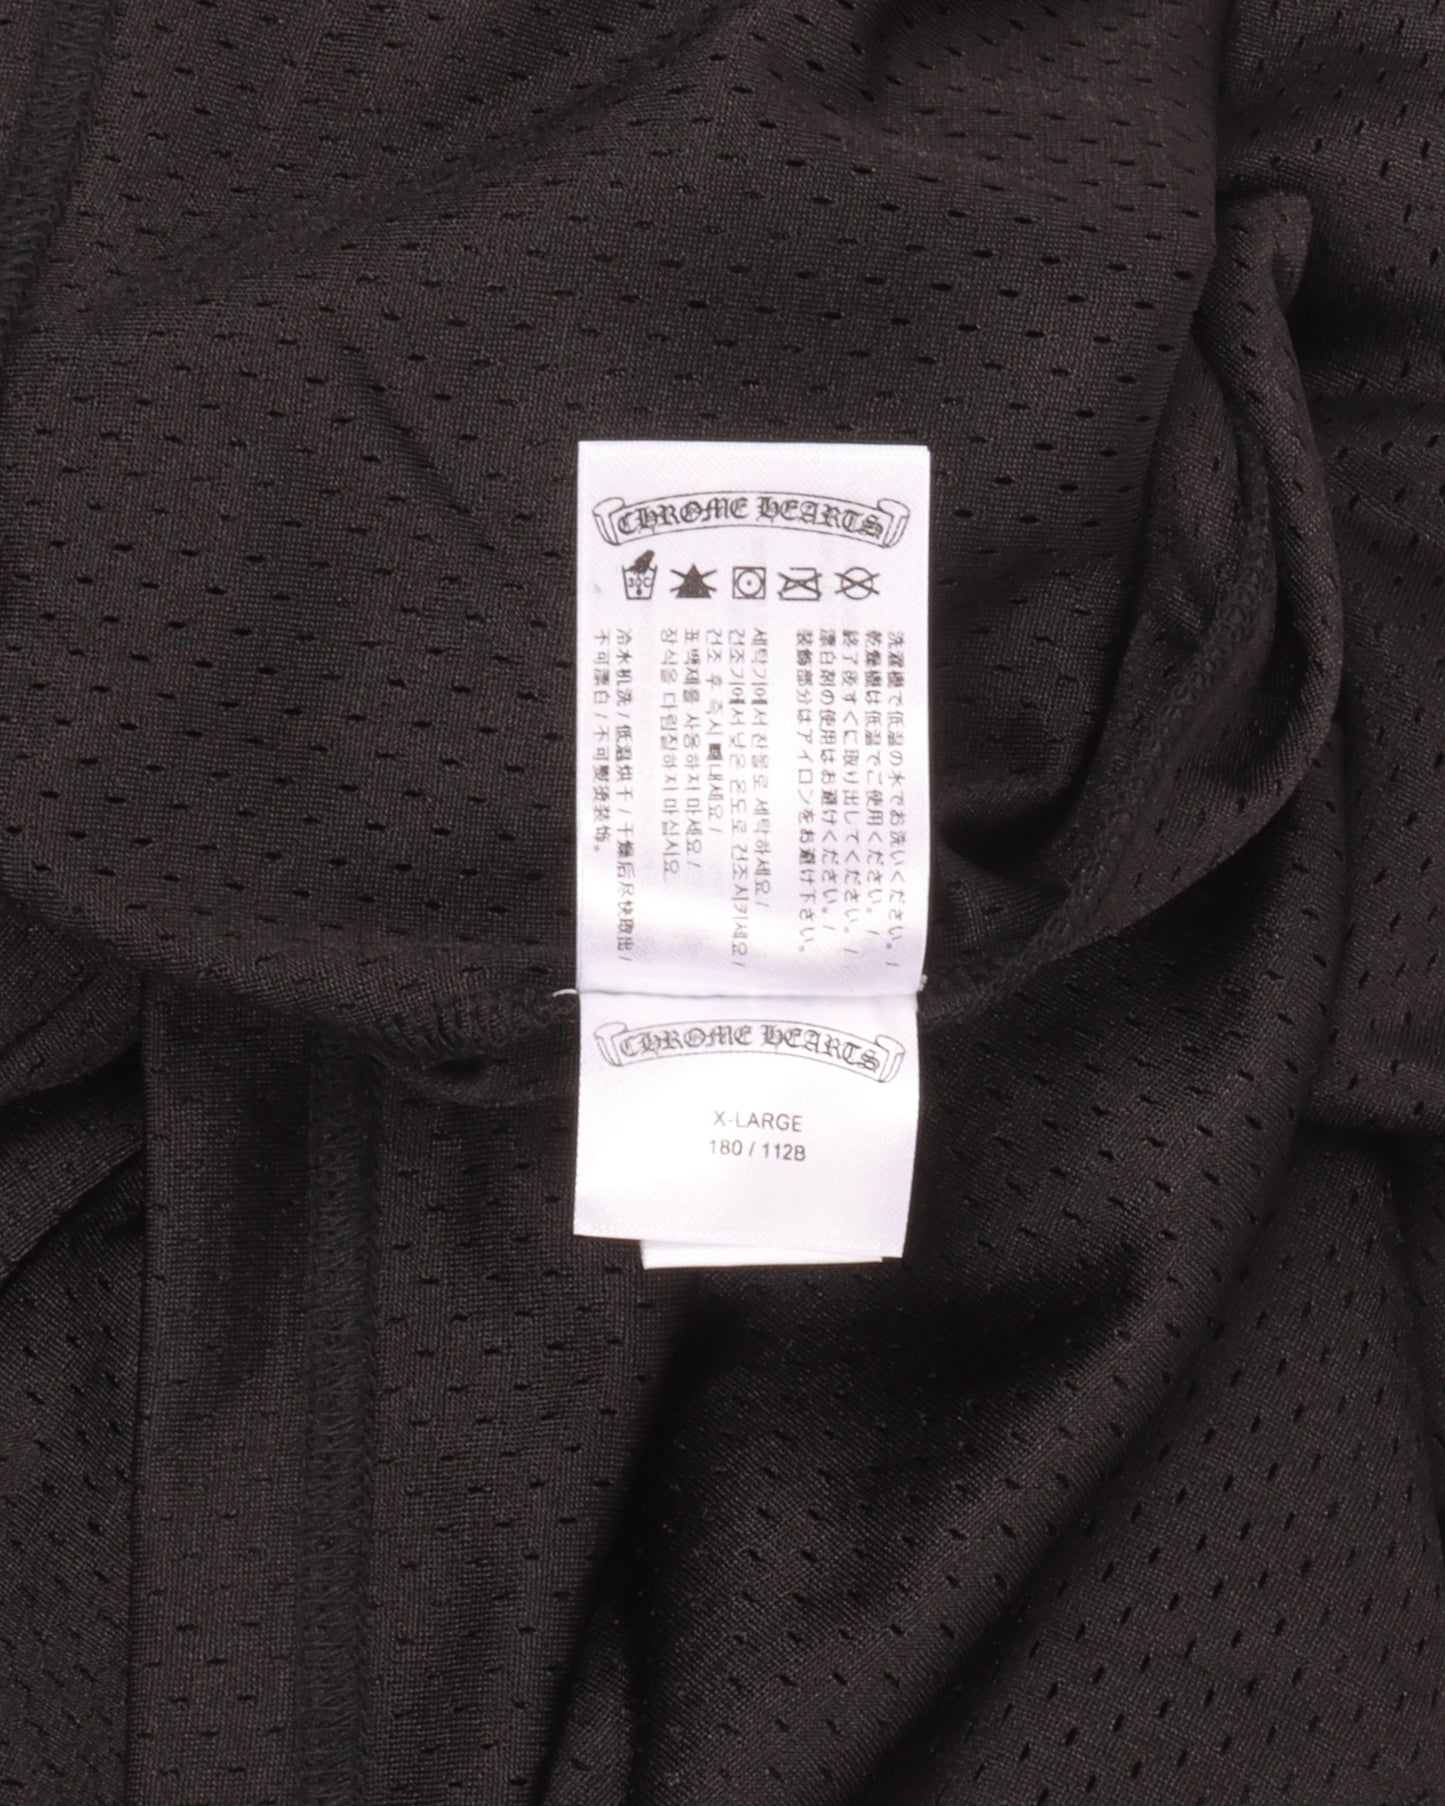 CHROME HEARTS
30C
洗濯機で低温の水でお洗いください。/
乾燥機は低温でご使用ください。/
終了後すぐに取り出してください。/
漂白剤の使用はお避けください。/
装飾部分はアイロンをお避け下さい。
세탁기에서 찬물로 세탁하세요/
건조기에서 낮은 온도로 건조시키세요/
건조 후 즉시 빼내세요/
표백제를 사용하지 마세요/
장식을 다림질하지 마십시오
冷水机洗/低温烘干/干燥后尽快取出/
不可漂白/不可熨烫装饰。
CHROME HEARTS
X-LARGE
180 / 112B